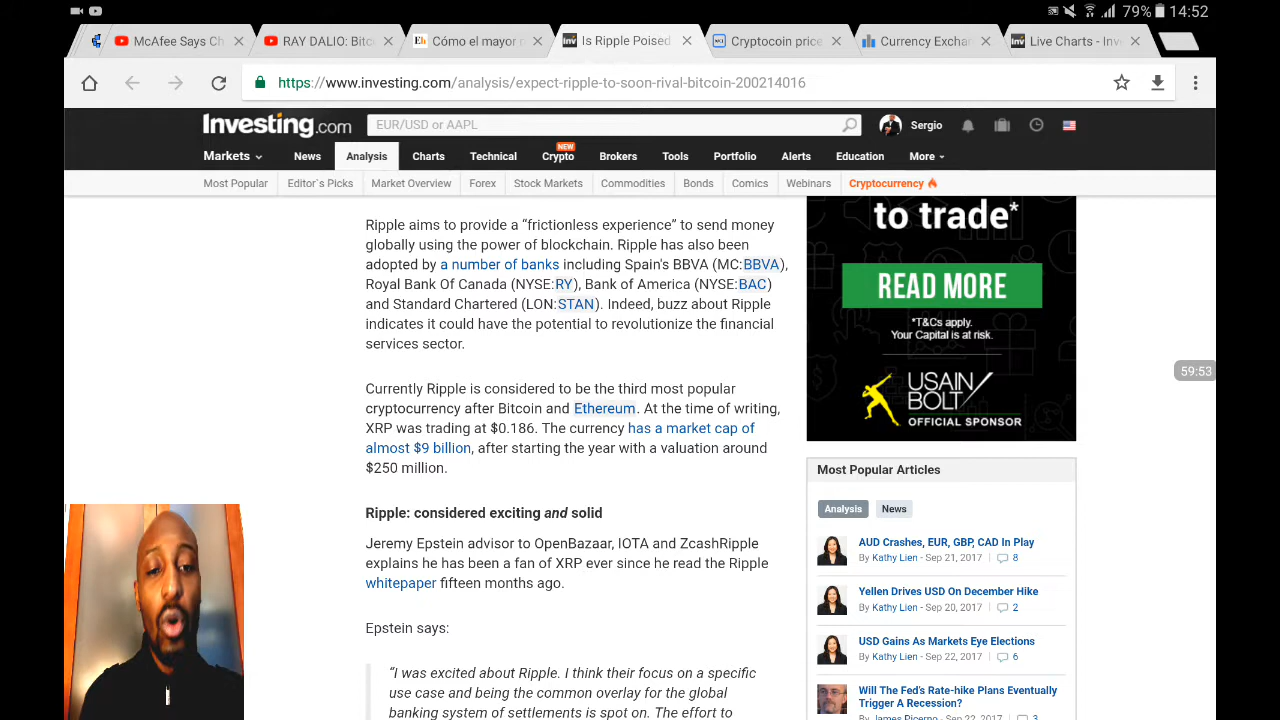 79% 14:52
McAfee Says Ch
RAY DALIO: Bitc
Cómo el mayor n
Is Ripple Poised
Cryptocoin price
Currency Exchan
Live Charts - Inve
https://www.investing.com/analysis/expect-ripple-to-soon-rival-bitcoin-200214016
Investing.com
EUR/USD or AAPL
Sergio
NEW
Markets News Analysis Charts Technical Crypto Brokers Tools Portfolio Alerts Education More
Most Popular Editor's Picks Market Overview Forex Stock Markets Commodities Bonds Comics Webinars Cryptocurrency
Ripple aims to provide a “frictionless experience” to send money
globally using the power of blockchain. Ripple has also been
adopted by a number of banks including Spain's BBVA (MC:BBVA),
Royal Bank Of Canada (NYSE:RY), Bank of America (NYSE:BAC)
and Standard Chartered (LON:STAN). Indeed, buzz about Ripple
indicates it could have the potential to revolutionize the financial
services sector.
Currently Ripple is considered to be the third most popular
cryptocurrency after Bitcoin and Ethereum. At the time of writing,
XRP was trading at $0.186. The currency has a market cap of
almost $9 billion, after starting the year with a valuation around
$250 million.
Ripple: considered exciting and solid
Jeremy Epstein advisor to OpenBazaar, IOTA and ZcashRipple
explains he has been a fan of XRP ever since he read the Ripple
whitepaper fifteen months ago.
Epstein says:
“I was excited about Ripple. I think their focus on a specific
use case and being the common overlay for the global
banking system of settlements is spot on. The effort to
to trade*
READ MORE
*T&Cs apply.
Your Capital is at risk.
USAIN
BOLT
OFFICIAL SPONSOR
59:53
Most Popular Articles
Analysis News
AUD Crashes, EUR, GBP, CAD In Play
By Kathy Lien - Sep 21, 2017 8
Yellen Drives USD On December Hike
By Kathy Lien - Sep 20, 2017 2
USD Gains As Markets Eye Elections
By Kathy Lien - Sep 22, 2017 6
Will The Fed's Rate-hike Plans Eventually
Trigger A Recession?
By James Picerno - Sep 22, 2017 3